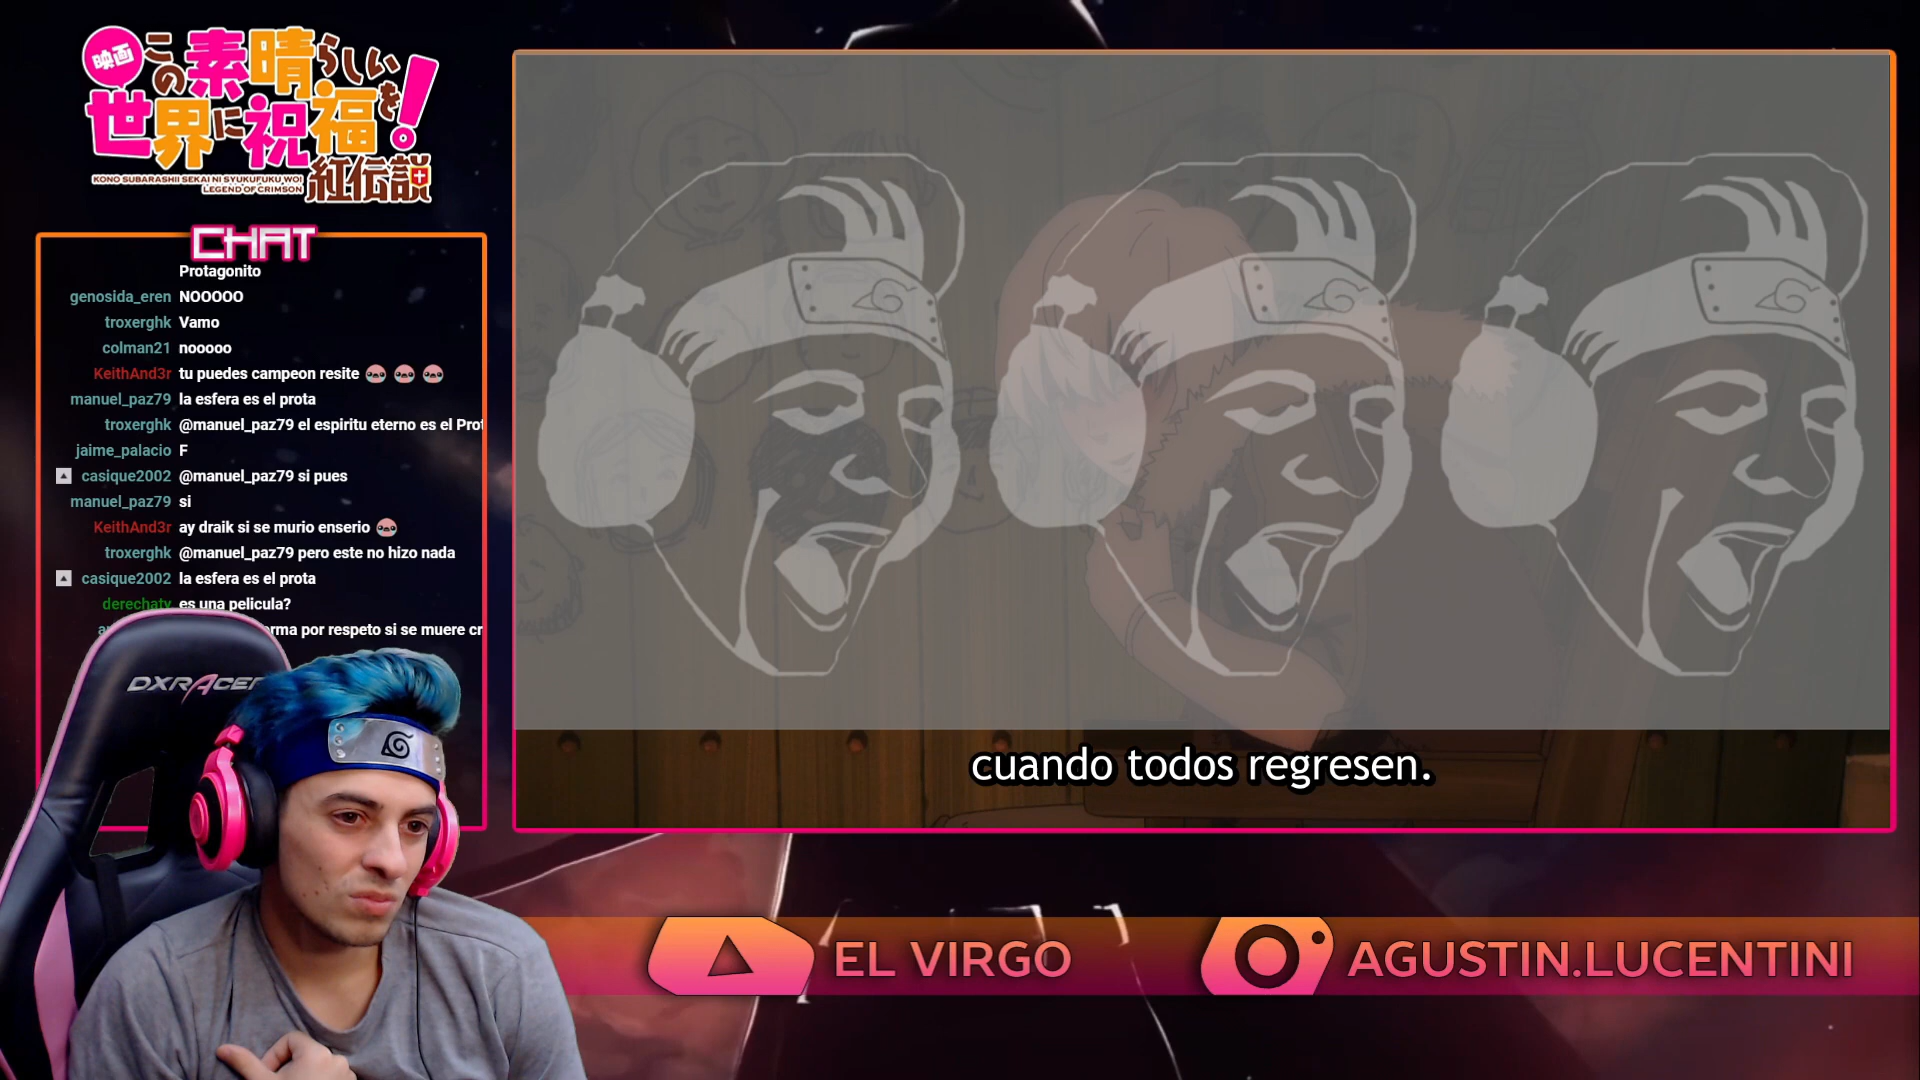 映画
この素晴らしい
世界に祝福を!
KONO SUBARASHII SEKAI NI SYUKUFUKU WO!
LEGEND OF CRIMSON
紅伝説
CHAT
Protagonito
genosida_eren NOOOOO
troxerghk Vamo
colman21 nooooo
KeithAnd3r tu puedes campeon resite
manuel_paz79 la esfera es el prota
troxerghk @manuel_paz79 el espiritu eterno es el Prot
jaime_palacio F
casique2002 @manuel_paz79 si pues
manuel_paz79 si
KeithAnd3r ay draik si se murio enserio
troxerghk @manuel_paz79 pero este no hizo nada
casique2002 la esfera es el prota
derechaty es una pelicula?
orma por respeto si se muere cr
DXRACER
cuando todos regresen.
EL VIRGO
AGUSTIN.LUCENTINI